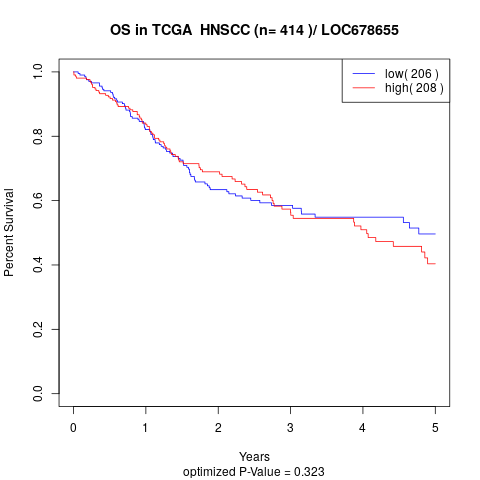 OS in TCGA  HNSCC (n= 414 )/ LOC678655
low( 206 )
high( 208 )
Percent Survival
1.0
0.8
0.6
0.4
0.2
0.0
0 1 2 3 4 5
Years
optimized P-Value = 0.323